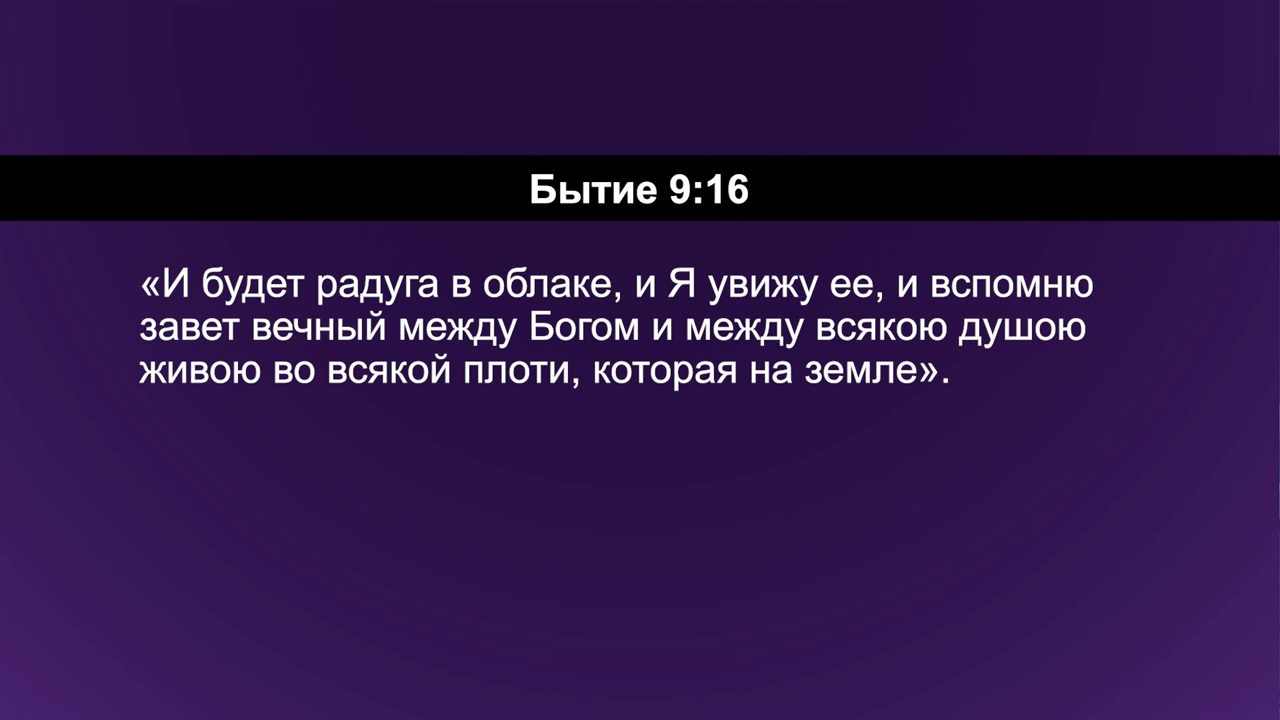 Бытие 9:16
«И будет радуга в облаке, и Я увижу ее, и вспомню
завет вечный между Богом и между всякою душою
живою во всякой плоти, которая на земле».